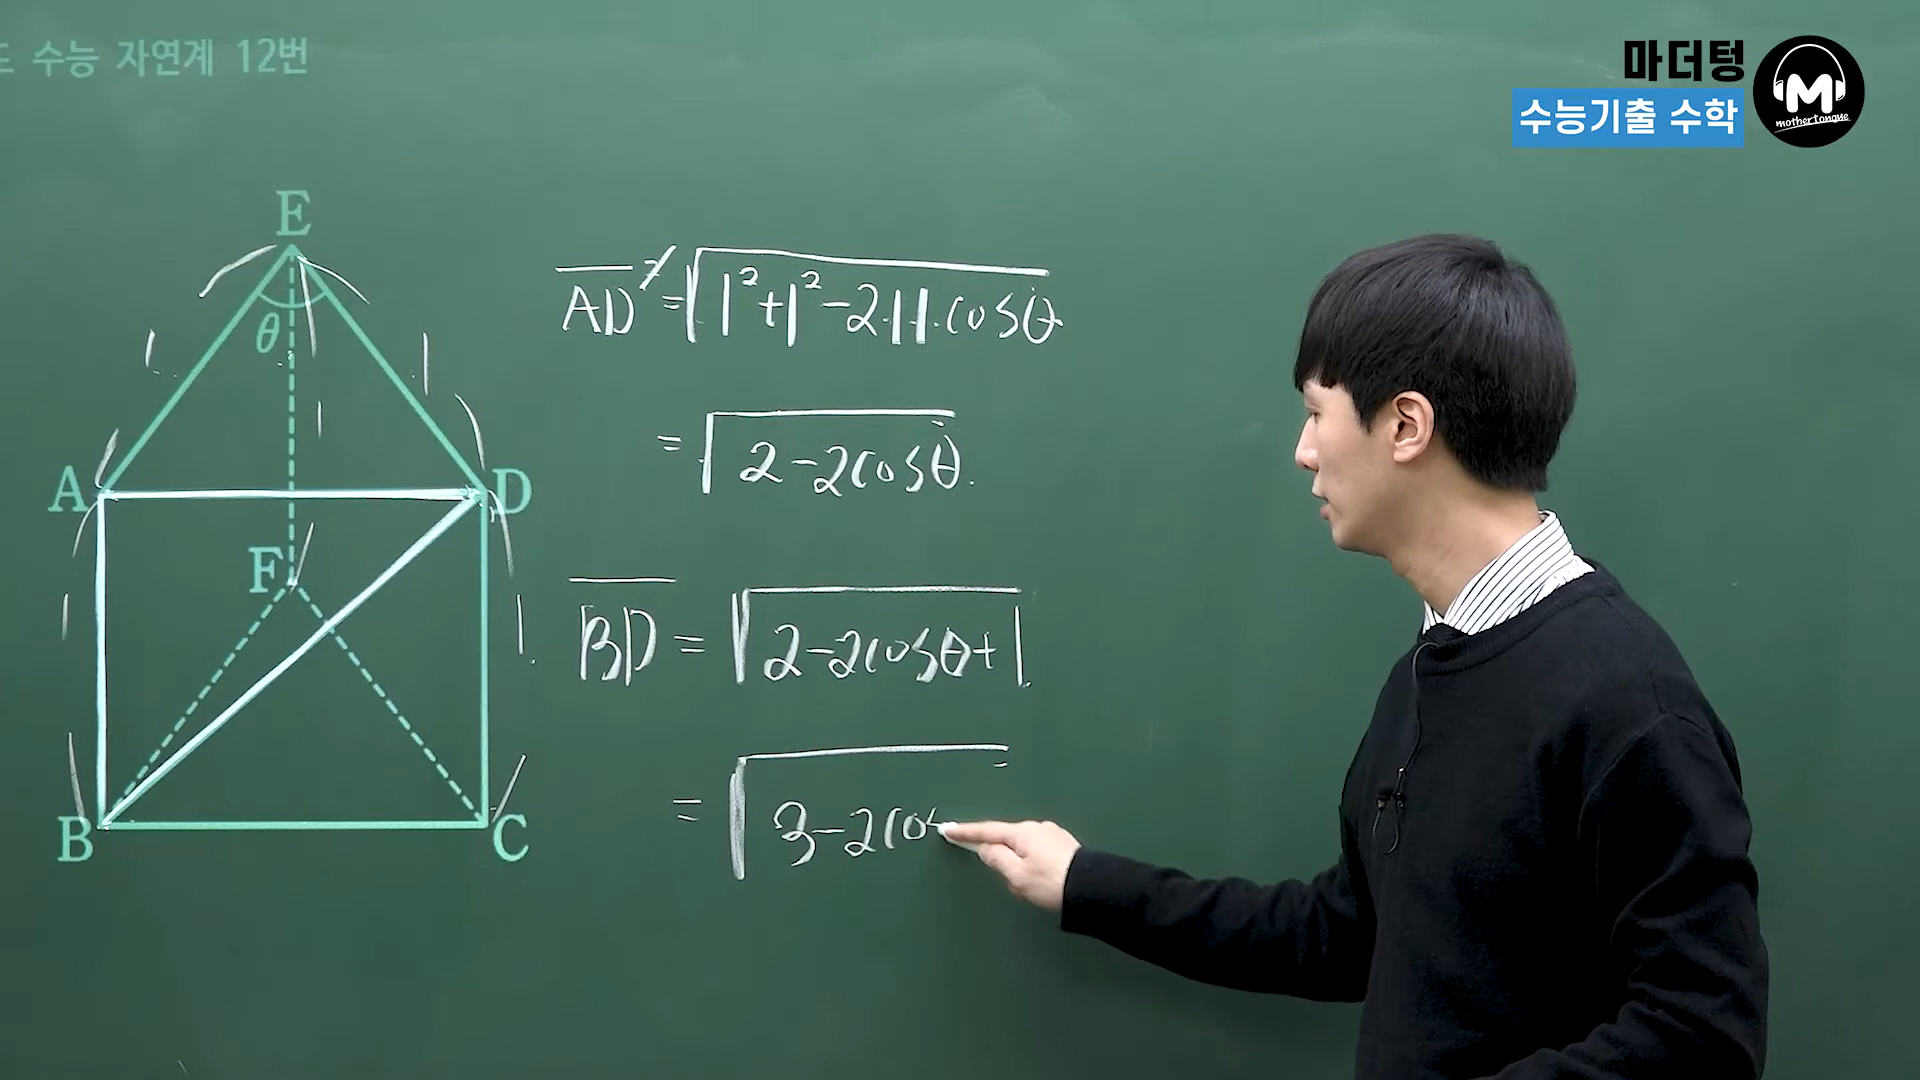 수능 자연계 12번
마더텅
수능기출 수학
M
mothertongue
E
θ
A
D
F
B
C
AD² = √1²+1²-2·1·1·cosθ
= √2-2cosθ.
BD = √2-2cosθ+1
= √3-2cos